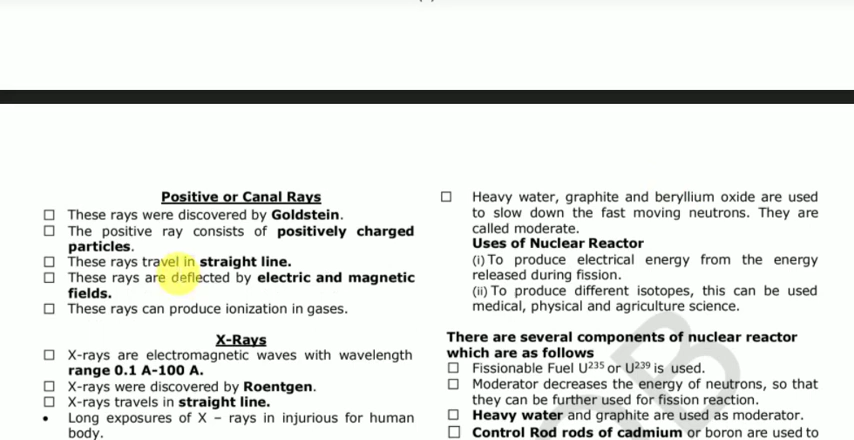 Positive or Canal Rays
☐ These rays were discovered by Goldstein.
☐ The positive ray consists of positively charged
particles.
☐ These rays travel in straight line.
☐ These rays are deflected by electric and magnetic
fields.
☐ These rays can produce ionization in gases.
X-Rays
☐ X-rays are electromagnetic waves with wavelength
range 0.1 A-100 A.
☐ X-rays were discovered by Roentgen.
☐ X-rays travels in straight line.
• Long exposures of X – rays in injurious for human
body.
☐ Heavy water, graphite and beryllium oxide are used
to slow down the fast moving neutrons. They are
called moderate.
Uses of Nuclear Reactor
(i) To produce electrical energy from the energy
released during fission.
(ii) To produce different isotopes, this can be used
medical, physical and agriculture science.
There are several components of nuclear reactor
which are as follows
☐ Fissionable Fuel U²³⁵ or U²³⁹ is used.
☐ Moderator decreases the energy of neutrons, so that
they can be further used for fission reaction.
☐ Heavy water and graphite are used as moderator.
☐ Control Rod rods of cadmium or boron are used to